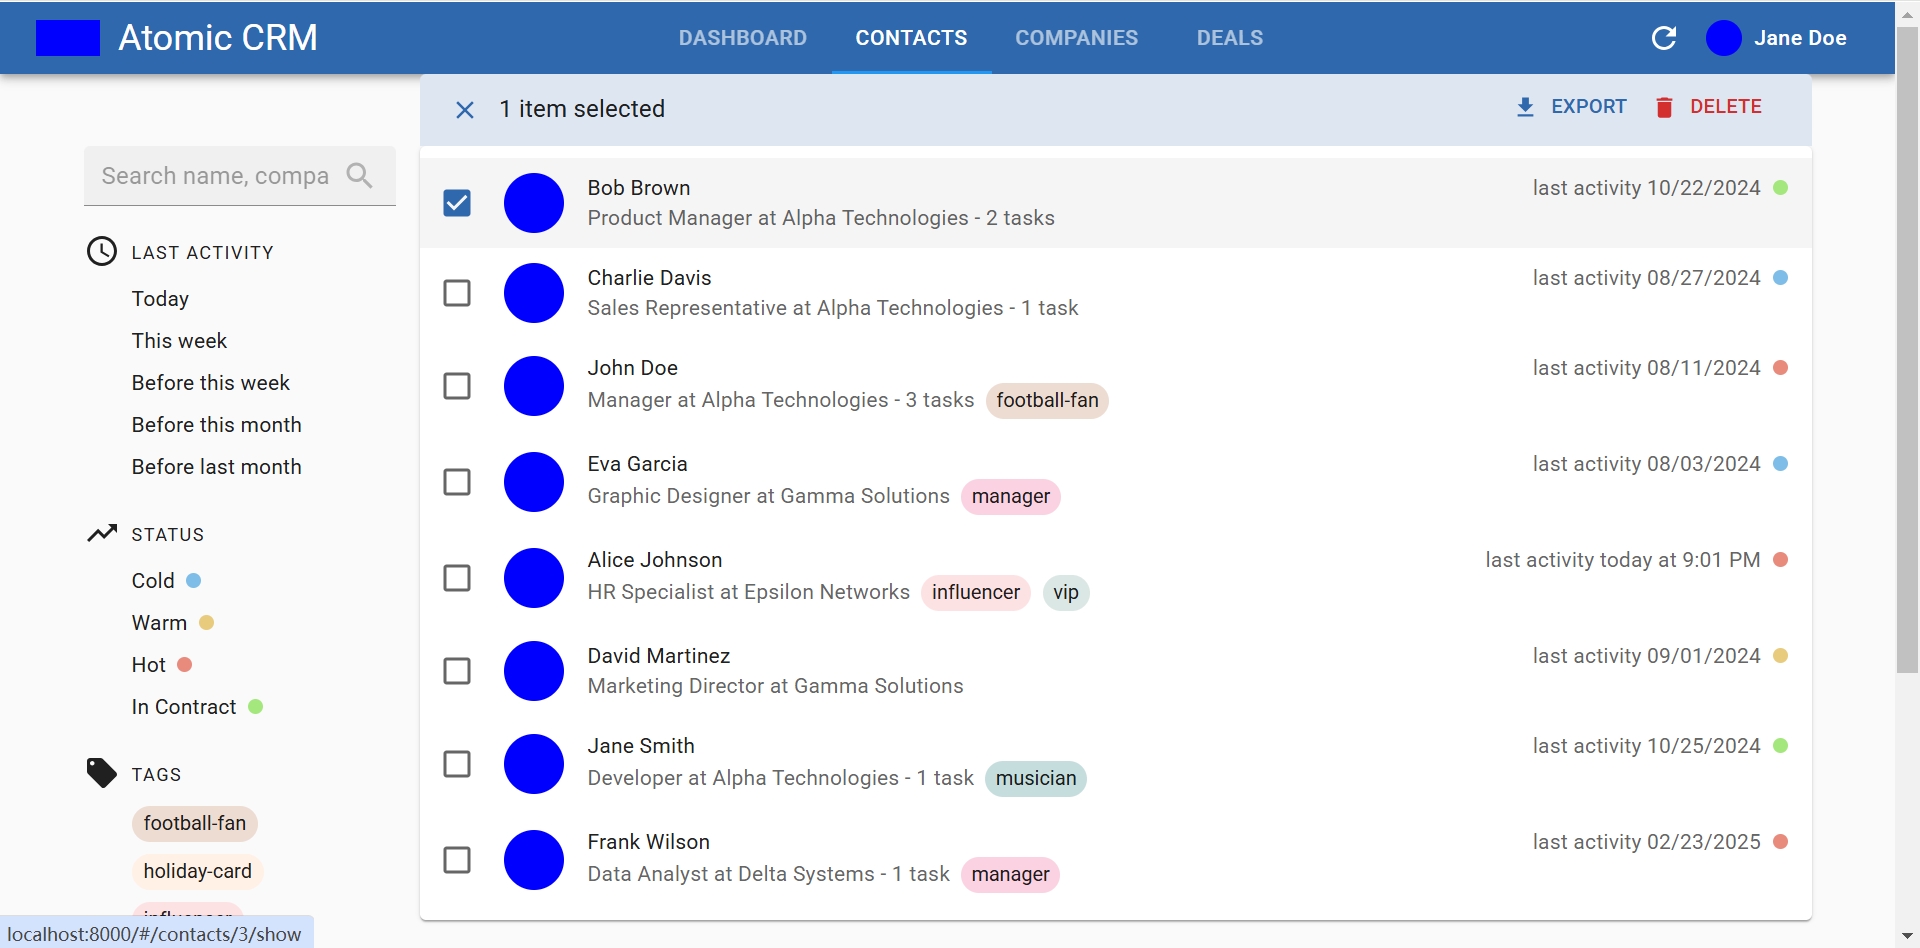 Atomic CRM
DASHBOARD
CONTACTS
COMPANIES
DEALS
Jane Doe
1 item selected
EXPORT
DELETE
Search name, compa
LAST ACTIVITY
Today
This week
Before this week
Before this month
Before last month
STATUS
Cold
Warm
Hot
In Contract
TAGS
football-fan
holiday-card
influencer
Bob Brown
last activity 10/22/2024
Product Manager at Alpha Technologies - 2 tasks
Charlie Davis
last activity 08/27/2024
Sales Representative at Alpha Technologies - 1 task
John Doe
last activity 08/11/2024
Manager at Alpha Technologies - 3 tasks football-fan
Eva Garcia
last activity 08/03/2024
Graphic Designer at Gamma Solutions manager
Alice Johnson
last activity today at 9:01 PM
HR Specialist at Epsilon Networks influencer vip
David Martinez
last activity 09/01/2024
Marketing Director at Gamma Solutions
Jane Smith
last activity 10/25/2024
Developer at Alpha Technologies - 1 task musician
Frank Wilson
last activity 02/23/2025
Data Analyst at Delta Systems - 1 task manager
localhost:8000/#/contacts/3/show